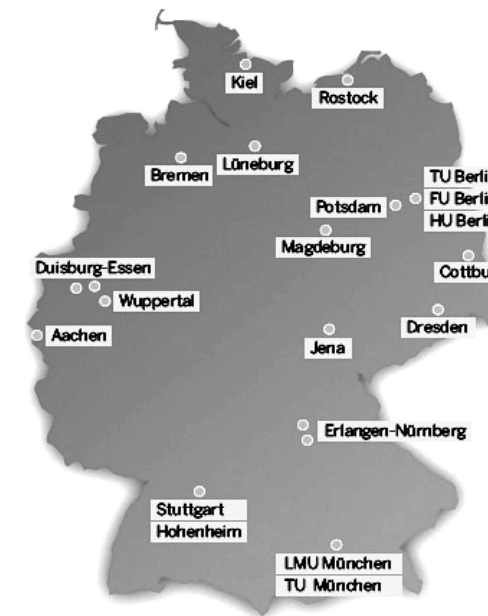 Kiel
Rostock
Lüneburg
Bremen
TU Berli
Potsdam
FU Berli
HU Berli
Magdeburg
Cottbu
Duisburg-Essen
Wuppertal
Dresden
Aachen
Jena
Erlangen-Nürnberg
Stuttgart
Hohenheim
LMU München
TU München